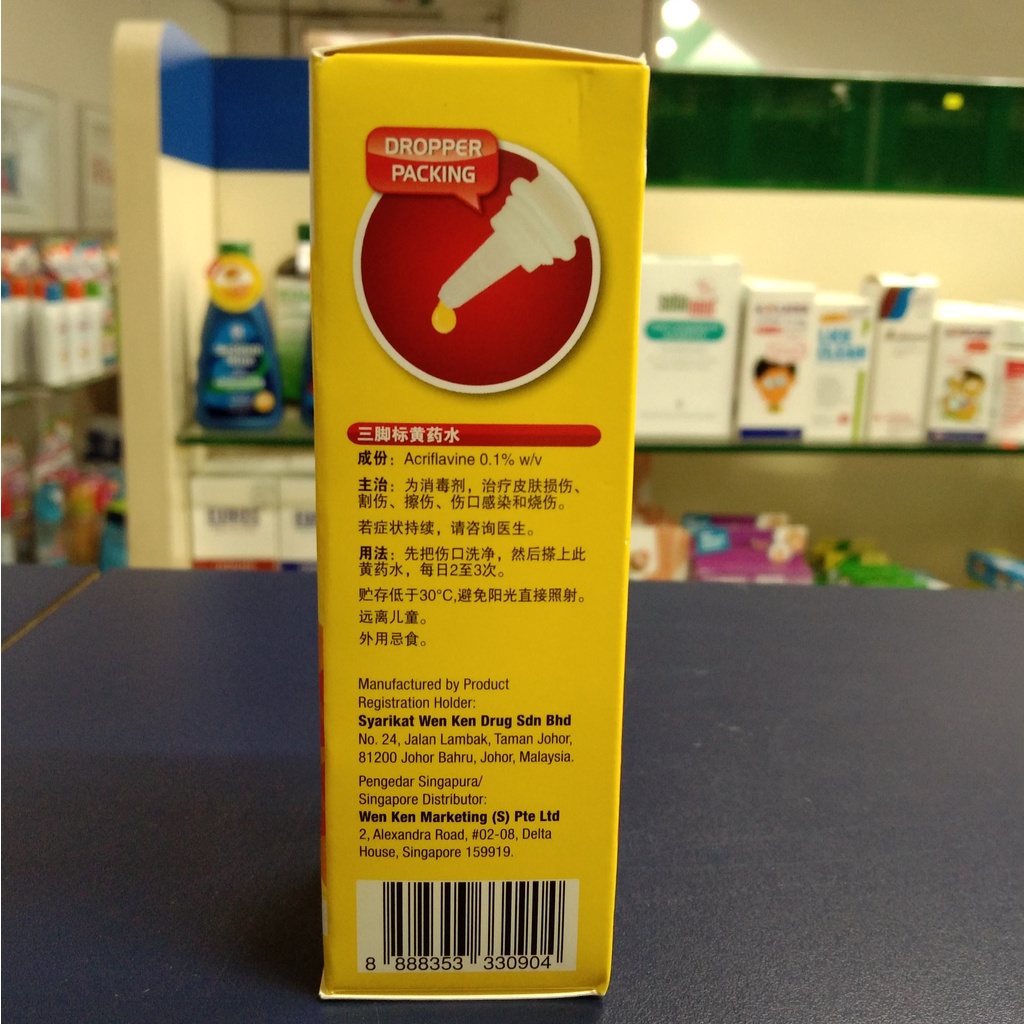 DROPPER
PACKING
三脚标黄药水
成份：Acriflavine 0.1% w/v
主治：为消毒剂，治疗皮肤损伤、
割伤、擦伤、伤口感染和烧伤。
若症状持续，请咨询医生。
用法：先把伤口洗净，然后搽上此
黄药水，每日2至3次。
贮存低于30°C,避免阳光直接照射。
远离儿童。
外用忌食。
Manufactured by Product
Registration Holder:
Syarikat Wen Ken Drug Sdn Bhd
No. 24, Jalan Lambak, Taman Johor,
81200 Johor Bahru, Johor, Malaysia.
Pengedar Singapura/
Singapore Distributor:
Wen Ken Marketing (S) Pte Ltd
2, Alexandra Road, #02-08, Delta
House, Singapore 159919.
8 888353 330904